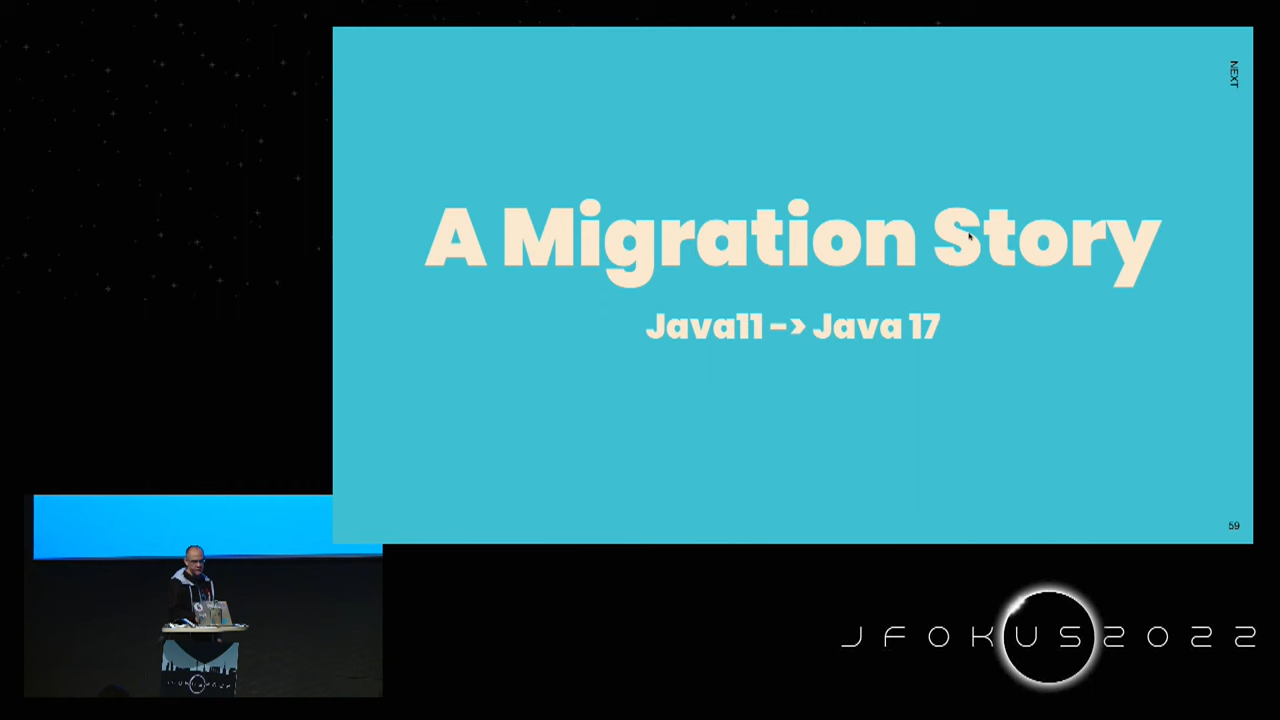 NEXT
A Migration Story
Java11 -> Java 17
59
JFOKUS2022